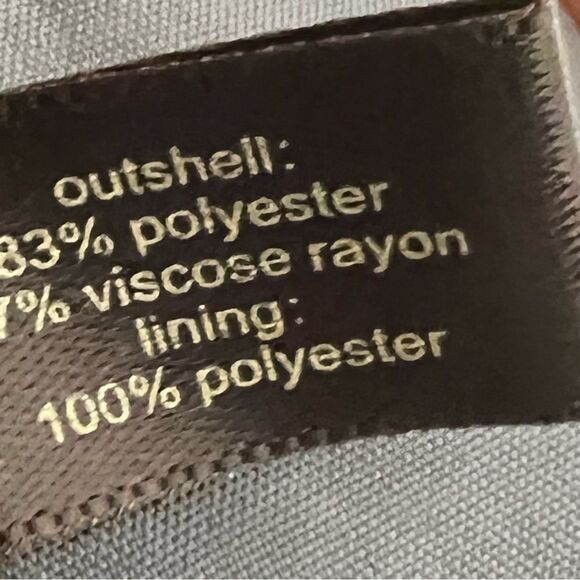 outshell:
83% polyester
7% viscose rayon
lining:
100% polyester